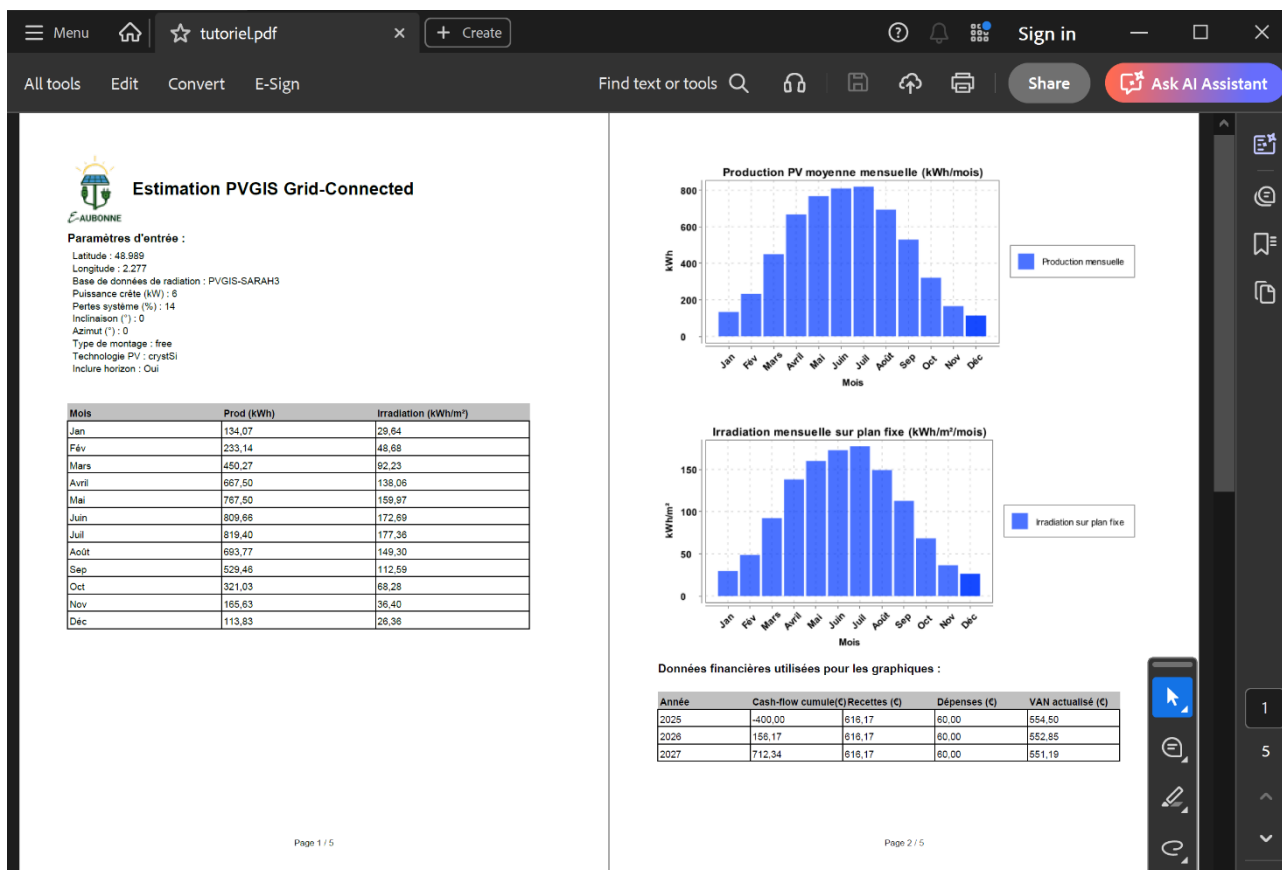 Menu
tutoriel.pdf
Create
Sign in
All tools Edit Convert E-Sign
Find text or tools
Share
Ask AI Assistant
E-AUBONNE
Estimation PVGIS Grid-Connected
Paramètres d'entrée :
Latitude : 48.989
Longitude : 2.277
Base de données de radiation : PVGIS-SARAH3
Puissance crête (kW) : 6
Pertes système (%) : 14
Inclinaison (°) : 0
Azimut (°) : 0
Type de montage : free
Technologie PV : crystSi
Inclure horizon : Oui
Mois Prod (kWh) Irradiation (kWh/m²)
Jan 134,07 29,64
Fév 233,14 48,68
Mars 450,27 92,23
Avril 667,50 138,06
Mai 767,50 159,97
Juin 809,66 172,69
Juil 819,40 177,36
Août 693,77 149,30
Sep 529,46 112,59
Oct 321,03 68,28
Nov 165,63 36,40
Déc 113,83 26,36
Page 1 / 5
Production PV moyenne mensuelle (kWh/mois)
kWh
800
600
400
200
0
Jan Fév Mars Avril Mai Juin Juil Août Sep Oct Nov Déc
Mois
Production mensuelle
Irradiation mensuelle sur plan fixe (kWh/m²/mois)
kWh/m²
150
100
50
0
Jan Fév Mars Avril Mai Juin Juil Août Sep Oct Nov Déc
Mois
Irradiation sur plan fixe
Données financières utilisées pour les graphiques :
Année Cash-flow cumule(€) Recettes (€) Dépenses (€) VAN actualisé (€)
2025 -400,00 616,17 60,00 554,50
2026 156,17 616,17 60,00 552,85
2027 712,34 616,17 60,00 551,19
Page 2 / 5
1
5